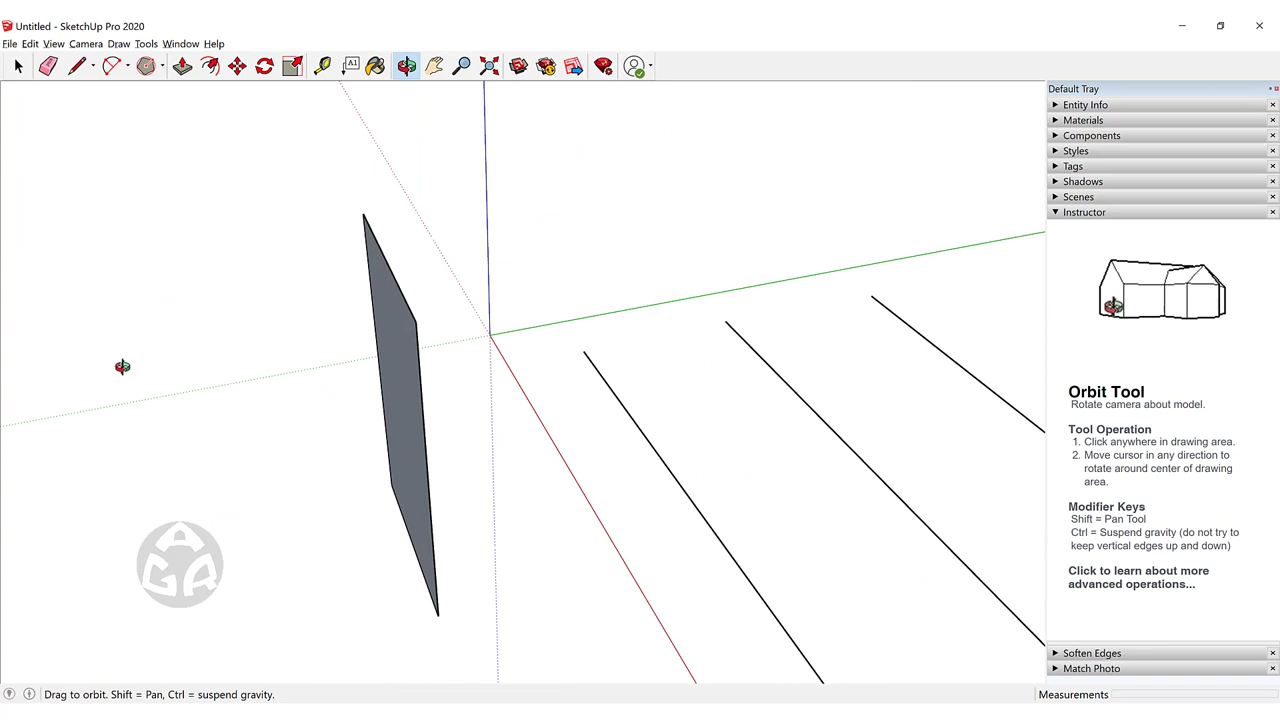 Untitled - SketchUp Pro 2020
File Edit View Camera Draw Tools Window Help
A1
Default Tray
Entity Info
Materials
Components
Styles
Tags
Shadows
Scenes
Instructor
Orbit Tool
Rotate camera about model.
Tool Operation
1. Click anywhere in drawing area.
2. Move cursor in any direction to
rotate around center of drawing
area.
Modifier Keys
Shift = Pan Tool
Ctrl = Suspend gravity (do not try to
keep vertical edges up and down)
Click to learn about more
advanced operations...
AGR
Soften Edges
Match Photo
Drag to orbit. Shift = Pan, Ctrl = suspend gravity.
Measurements